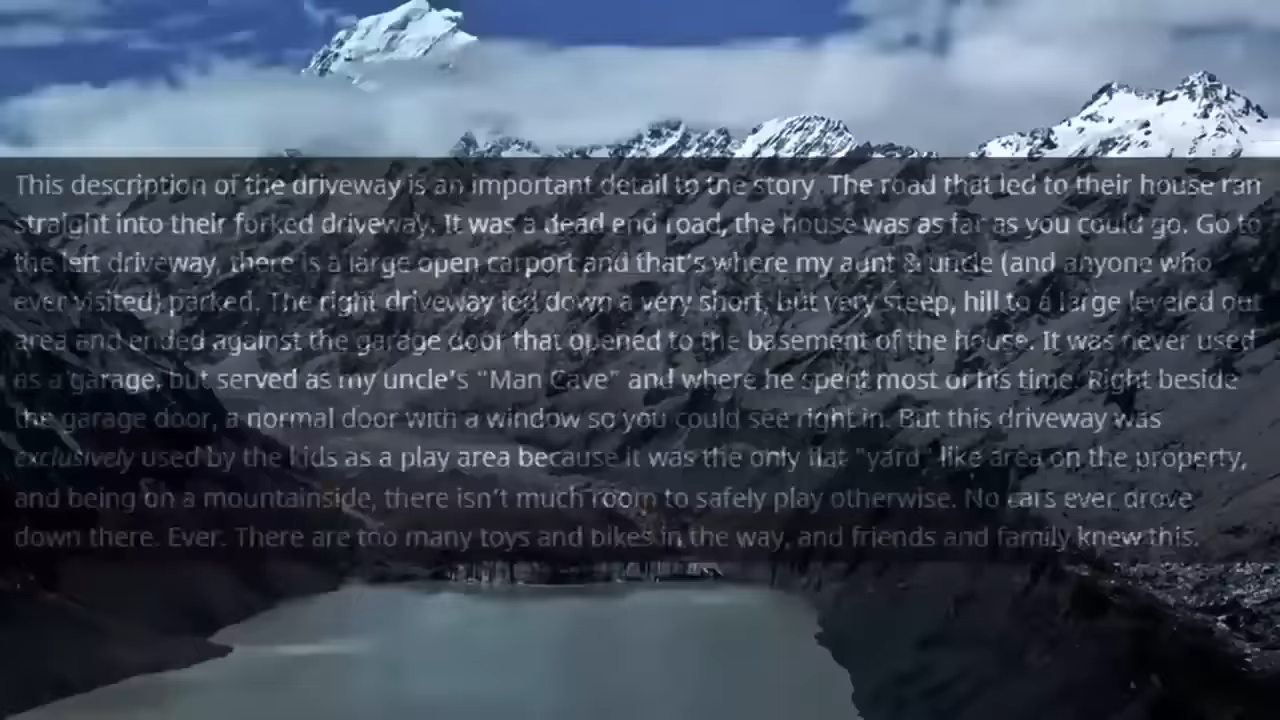 This description of the driveway is an important detail to the story. The road that led to their house ran
straight into their forked driveway. It was a dead end road, the house was as far as you could go. Go to
the left driveway, there is a large open carport and that's where my aunt & uncle (and anyone who
ever visited) parked. The right driveway led down a very short, but very steep, hill to a large leveled out
area and ended against the garage door that opened to the basement of the house. It was never used
as a garage, but served as my uncle's "Man Cave" and where he spent most of his time. Right beside
the garage door, a normal door with a window so you could see right in. But this driveway was
exclusively used by the kids as a play area because it was the only flat "yard" like area on the property,
and being on a mountainside, there isn't much room to safely play otherwise. No cars ever drove
down there. Ever. There are too many toys and bikes in the way, and friends and family knew this.